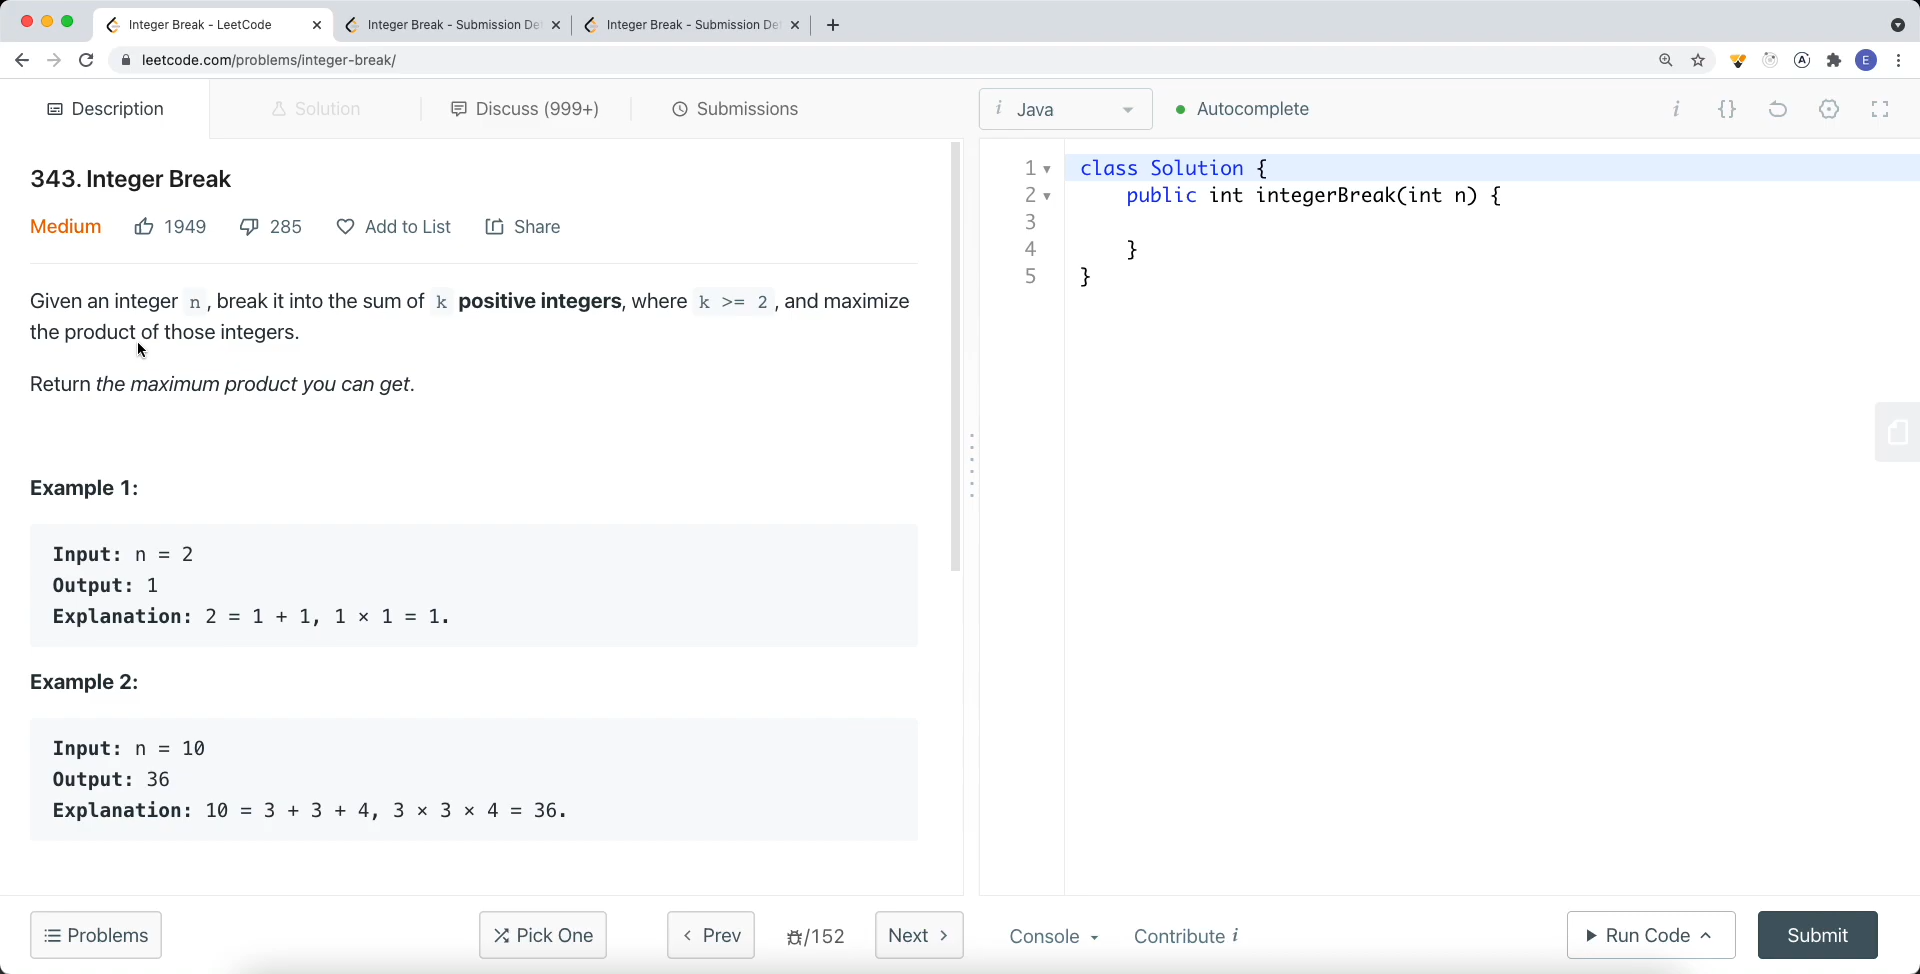 Integer Break - LeetCode
Integer Break - Submission De
Integer Break - Submission De
leetcode.com/problems/integer-break/
E
Description
Solution
Discuss (999+)
Submissions
i Java
Autocomplete
i {}
343. Integer Break
Medium 1949 285 Add to List Share
Given an integer n, break it into the sum of k positive integers, where k >= 2, and maximize
the product of those integers.
Return the maximum product you can get.
Example 1:
Input: n = 2
Output: 1
Explanation: 2 = 1 + 1, 1 × 1 = 1.
Example 2:
Input: n = 10
Output: 36
Explanation: 10 = 3 + 3 + 4, 3 × 3 × 4 = 36.
1 class Solution {
2 public int integerBreak(int n) {
3
4 }
5 }
Problems
Pick One
Prev
/152
Next
Console
Contribute i
Run Code
Submit